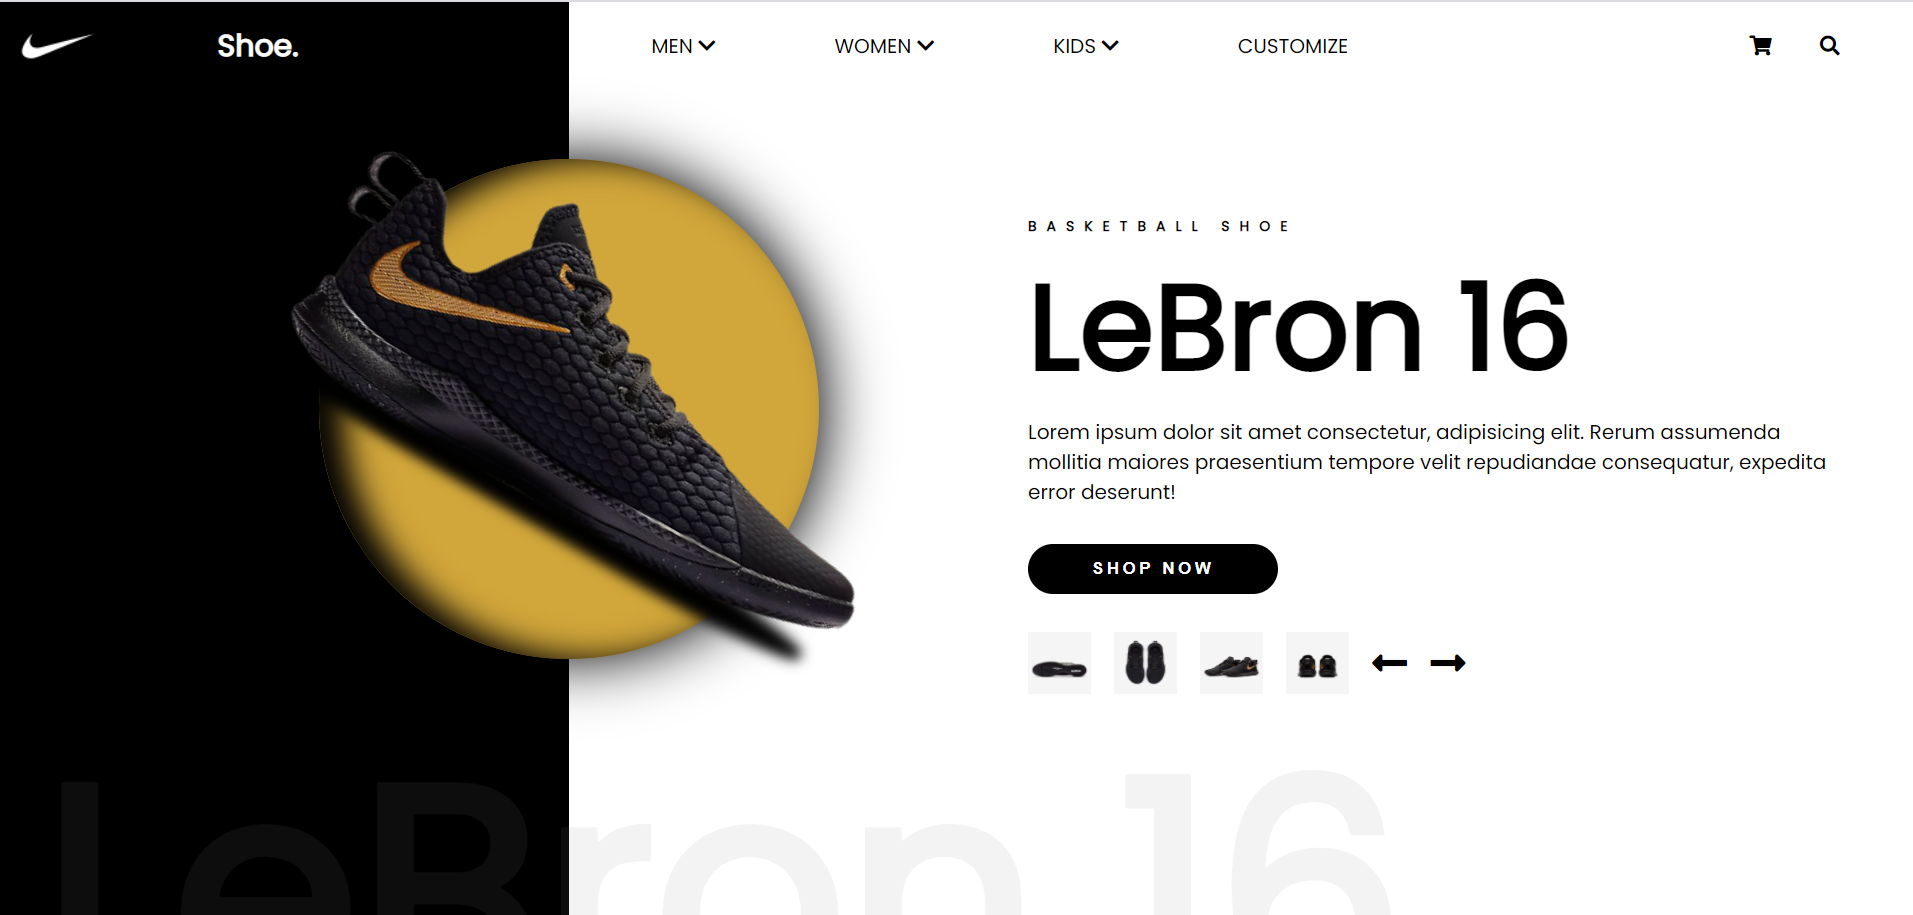 Shoe.
MEN
WOMEN
KIDS
CUSTOMIZE
BASKETBALL SHOE
LeBron 16
Lorem ipsum dolor sit amet consectetur, adipisicing elit. Rerum assumenda
mollitia maiores praesentium tempore velit repudiandae consequatur, expedita
error deserunt!
SHOP NOW
LeBron 16